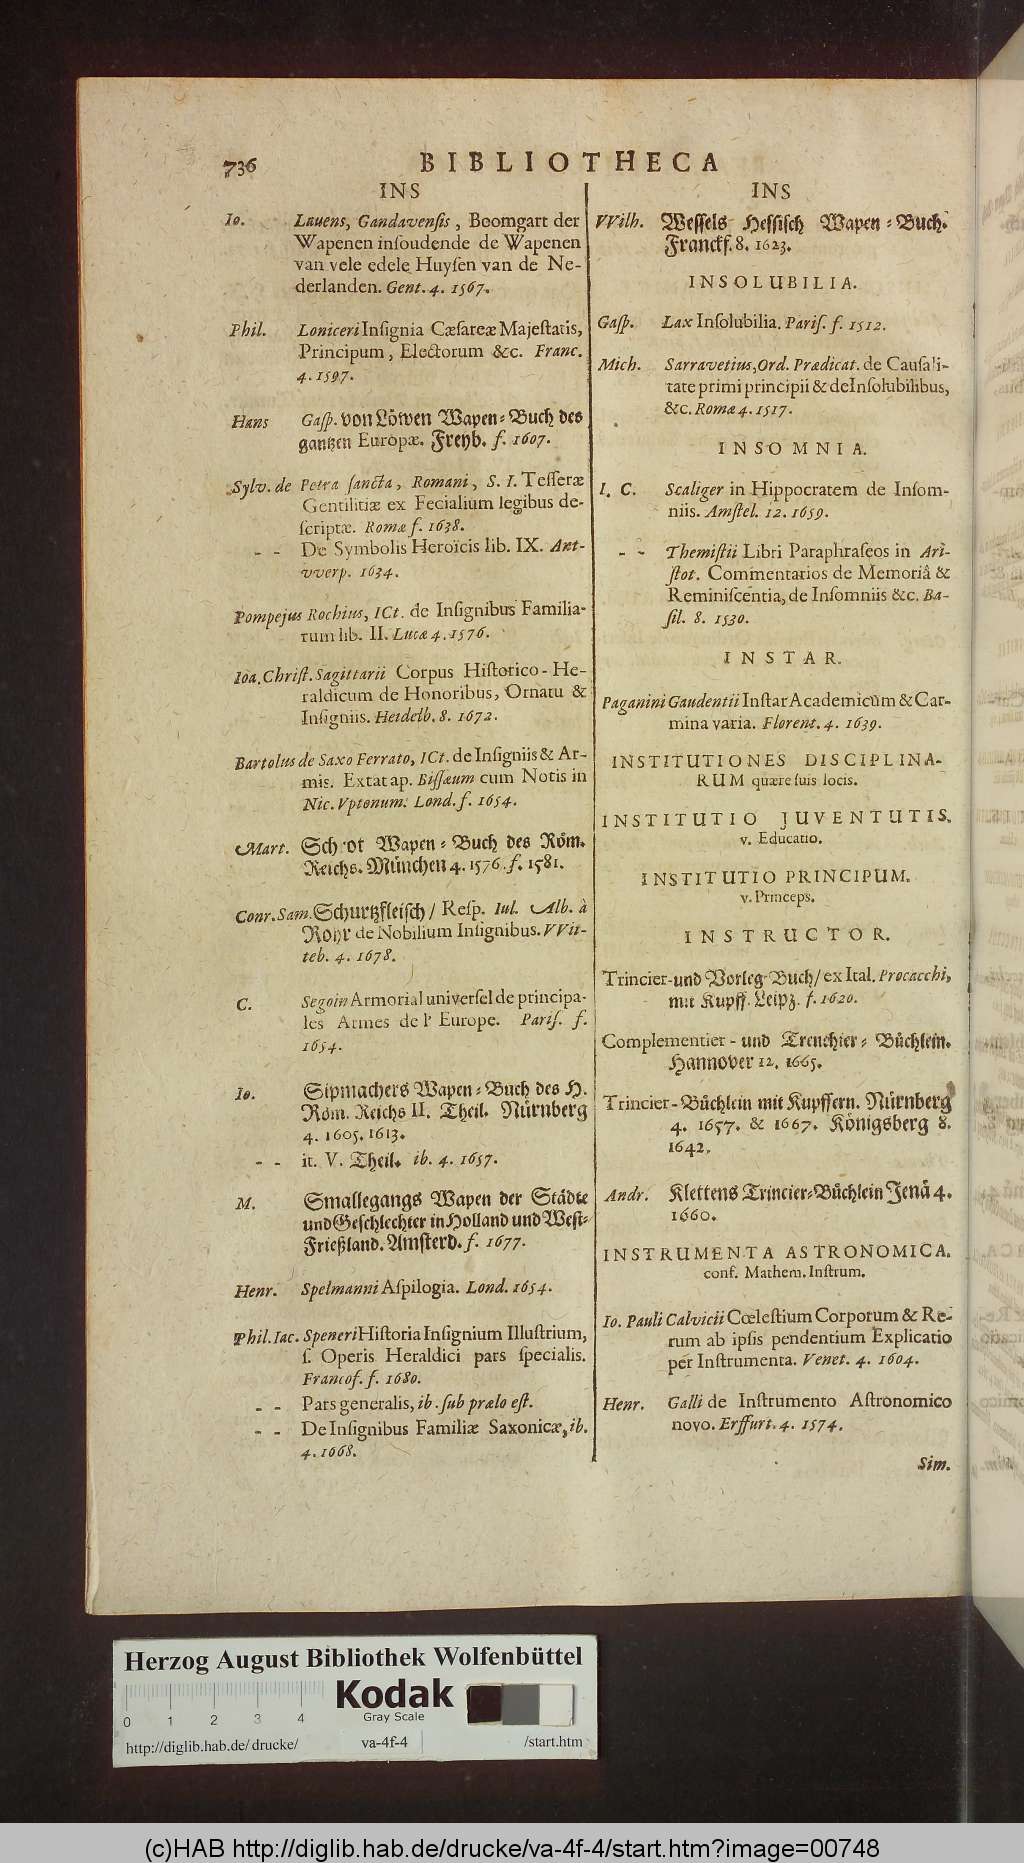 736 BIBLIOTHECA
INS
Io. Lauens, Gandavenſis, Boomgart der
Wapenen inſoudende de Wapenen
van vele edele Huyſen van de Ne-
derlanden. Gent. 4. 1567.
Phil. Loniceri Inſignia Cæſareæ Majeſtatis,
Principum, Electorum &c. Franc.
4. 1597.
Hans Gaſp. von Löwen Wapen-Buch des
gantzen Europæ. Freyb. f. 1607.
Sylv. de Petra ſancta, Romani, S. I. Teſſeræ
Gentilitiæ ex Fecialium legibus de-
ſcriptæ. Romæ f. 1638.
- - De Symbolis Heroïcis lib. IX. Ant-
vverp. 1634.
Pompejus Rochius, ICt. de Inſignibus Familia-
rum lib. II. Lucæ 4. 1576.
Ioa. Chriſt. Sagittarii Corpus Hiſtorico-He-
raldicum de Honoribus, Ornatu &
Inſigniis. Heidelb. 8. 1672.
Bartolus de Saxo Ferrato, ICt. de Inſigniis & Ar-
mis. Extat ap. Biſſæum cum Notis in
Nic. Vptonum. Lond. f. 1654.
Mart. Schrot Wapen-Buch des Röm.
Reichs. München 4. 1576. f. 1581.
Conr. Sam. Schurtzfleiſch / Reſp. Iul. Alb. à
Rohr de Nobilium Inſignibus. VVit-
teb. 4. 1678.
C. Segoin Armorial univerſel de principa-
les Armes de l' Europe. Pariſ. f.
1654.
Io. Sipmachers Wapen-Buch des H.
Röm. Reichs II. Theil. Nürnberg
4. 1605. 1613.
- - it. V. Theil. ib. 4. 1657.
M. Smallegangs Wapen der Städte
und Geſchlechter in Holland und Weſt-
Frießland. Amſterd. f. 1677.
Henr. Spelmanni Aſpilogia. Lond. 1654.
Phil. Iac. Speneri Hiſtoria Inſignium Illuſtrium,
ſ. Operis Heraldici pars ſpecialis.
Francof. f. 1680.
- - Pars generalis, ib. ſub prælo eſt.
- - De Inſignibus Familiæ Saxonicæ, ib.
4. 1668.
INS
VVilh. Weſſels Heſſiſch Wapen-Buch.
Franckf. 8. 1623.
INSOLUBILIA.
Gaſp. Lax Inſolubilia. Pariſ. f. 1512.
Mich. Sarravetius, Ord. Prædicat. de Cauſali-
tate primi principii & de Inſolubilibus,
&c. Romæ 4. 1517.
INSOMNIA.
I. C. Scaliger in Hippocratem de Inſom-
niis. Amſtel. 12. 1659.
- - Themiſtii Libri Paraphraſeos in Ari-
ſtot. Commentarios de Memoriâ &
Reminiſcentia, de Inſomniis &c. Ba-
ſil. 8. 1530.
INSTAR.
Paganini Gaudentii Inſtar Academicum & Car-
mina varia. Florent. 4. 1639.
INSTITUTIONES DISCIPLINA-
RUM quære ſuis locis.
INSTITUTIO JUVENTUTIS.
v. Educatio.
INSTITUTIO PRINCIPUM.
v. Princeps.
INSTRUCTOR.
Trincier-und Vorleg-Buch / ex Ital. Procacchi,
mit Kupff. Leipz. f. 1620.
Complementier- und Trenchier-Büchlein.
Hannover 12. 1665.
Trincier-Büchlein mit Kupffern. Nürnberg
4. 1657. & 1667. Königsberg 8.
1642.
Andr. Klettens Trincier-Büchlein Jenä 4.
1660.
INSTRUMENTA ASTRONOMICA.
conf. Mathem. Inſtrum.
Io. Pauli Calvicii Cœleſtium Corporum & Re-
rum ab ipſis pendentium Explicatio
per Inſtrumenta. Venet. 4. 1604.
Henr. Galli de Inſtrumento Aſtronomico
novo. Erffurt. 4. 1574.
Sim.
Herzog August Bibliothek Wolfenbüttel
Kodak
Gray Scale
0 1 2 3 4
http://diglib.hab.de/drucke/ va-4f-4 /start.htm
(c)HAB http://diglib.hab.de/drucke/va-4f-4/start.htm?image=00748